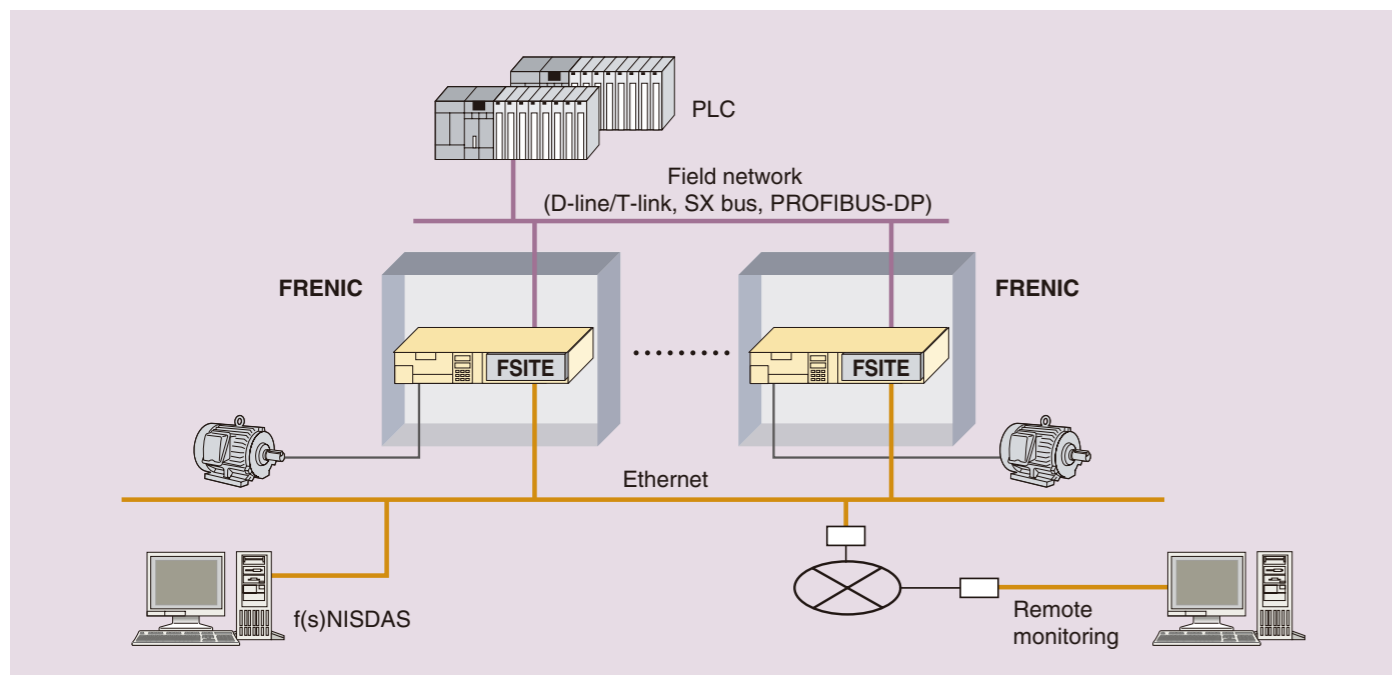 PLC
Field network
(D-line/T-link, SX bus, PROFIBUS-DP)
FRENIC
FRENIC
FSITE
FSITE
Ethernet
f(s)NISDAS
Remote
monitoring